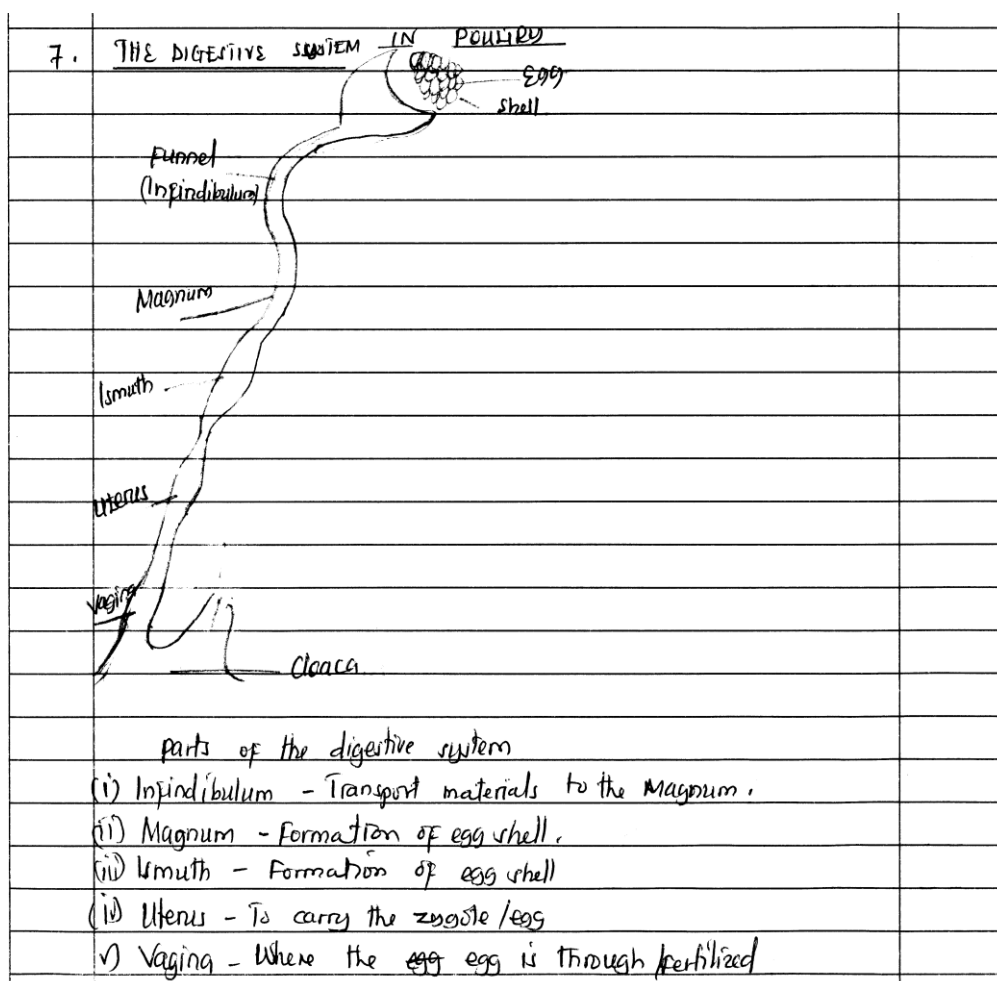 7. THE DIGESTIVE SYSTEM IN POULTRY
Egg
shell
Funnel
(Infindibulum)
Magnum
Ismuth
Uterus
Vagina
Cloaca
parts of the digestive system
(i) Infindibulum - Transport materials to the Magnum.
(ii) Magnum - Formation of egg shell.
(iii) Ismuth - Formation of egg shell
(iv) Uterus - To carry the zygote/egg
v) Vaging - Where the egg egg is through fertilized